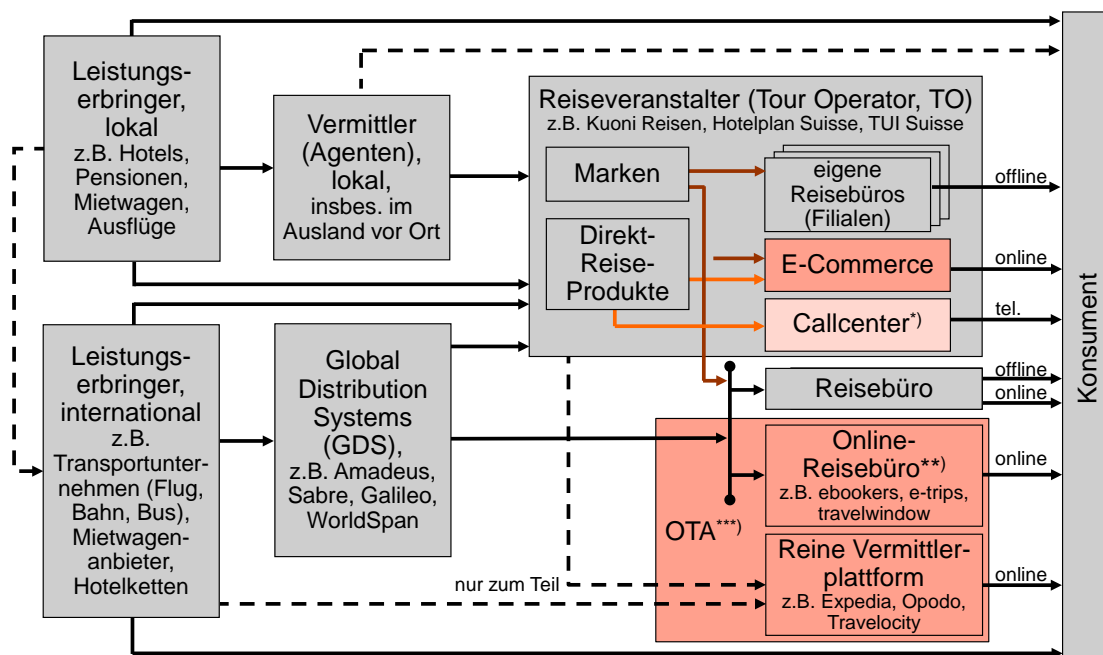 Leistungs-
erbringer,
lokal
z.B. Hotels,
Pensionen,
Mietwagen,
Ausflüge
Vermittler
(Agenten),
lokal,
insbes. im
Ausland vor Ort
Reiseveranstalter (Tour Operator, TO)
z.B. Kuoni Reisen, Hotelplan Suisse, TUI Suisse
Marken
eigene
Reisebüros
(Filialen)
offline
Direkt-
Reise-
Produkte
E-Commerce
online
Callcenter*)
tel.
Konsument
Leistungs-
erbringer,
international
z.B.
Transportunter-
nehmen (Flug,
Bahn, Bus),
Mietwagen-
anbieter,
Hotelketten
Global
Distribution
Systems
(GDS),
z.B. Amadeus,
Sabre, Galileo,
WorldSpan
Reisebüro
offline
online
OTA***)
Online-
Reisebüro**)
z.B. ebookers, e-trips,
travelwindow
online
Reine Vermittler-
plattform
z.B. Expedia, Opodo,
Travelocity
online
nur zum Teil